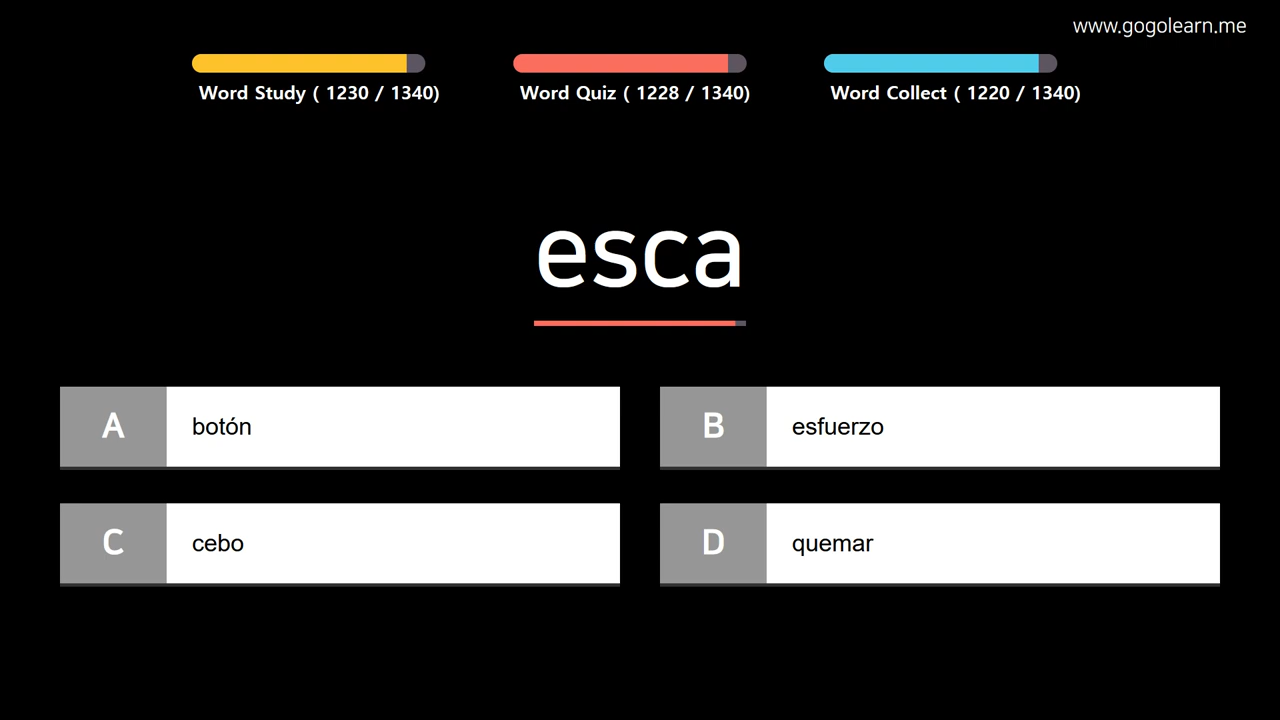 www.gogolearn.me
Word Study ( 1230 / 1340)
Word Quiz ( 1228 / 1340)
Word Collect ( 1220 / 1340)
esca
A botón
B esfuerzo
C cebo
D quemar